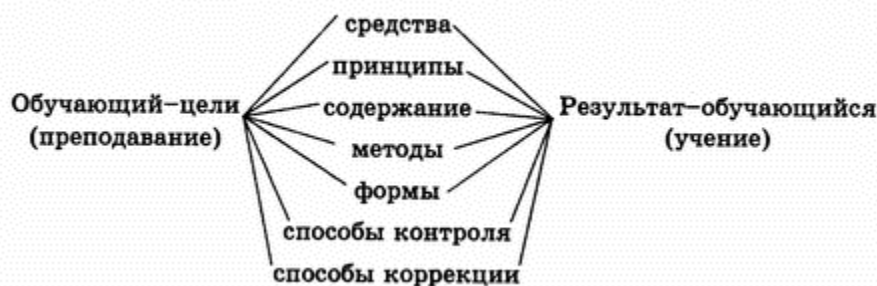 средства
принципы
Обучающий–цели
(преподавание)
содержание
методы
формы
способы контроля
способы коррекции
Результат–обучающийся
(учение)